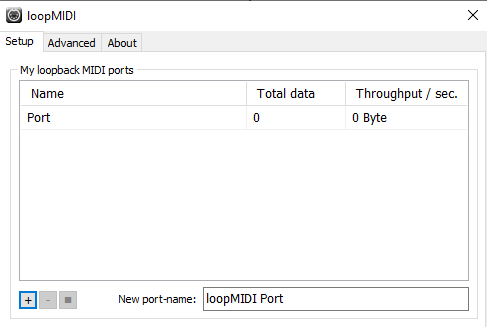 loopMIDI
Setup Advanced About
My loopback MIDI ports
Name Total data Throughput / sec.
Port 0 0 Byte
+ - New port-name: loopMIDI Port